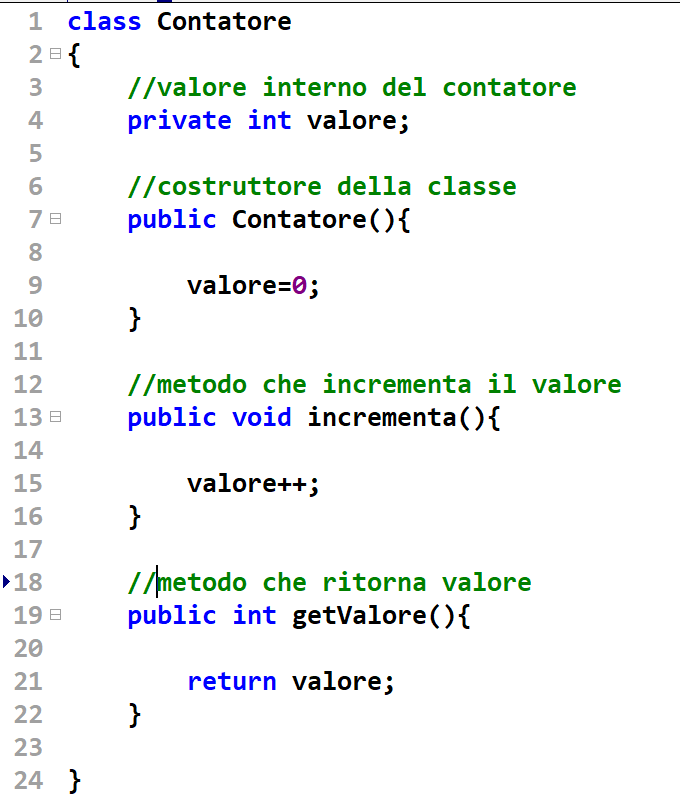 1 class Contatore
2 {
3 //valore interno del contatore
4 private int valore;
5
6 //costruttore della classe
7 public Contatore(){
8
9 valore=0;
10 }
11
12 //metodo che incrementa il valore
13 public void incrementa(){
14
15 valore++;
16 }
17
18 //metodo che ritorna valore
19 public int getValore(){
20
21 return valore;
22 }
23
24 }